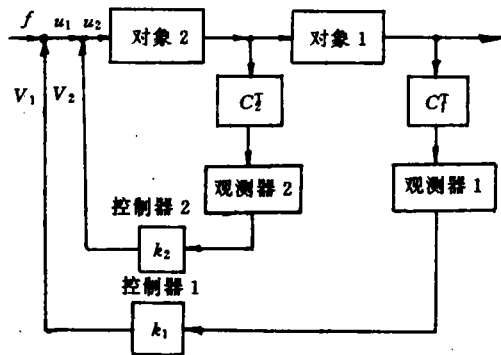 f u₁ u₂
对象 2
对象 1
V₁ V₂
C₂ᵀ
C₁ᵀ
观测器 2
观测器 1
控制器 2
k₂
控制器 1
k₁